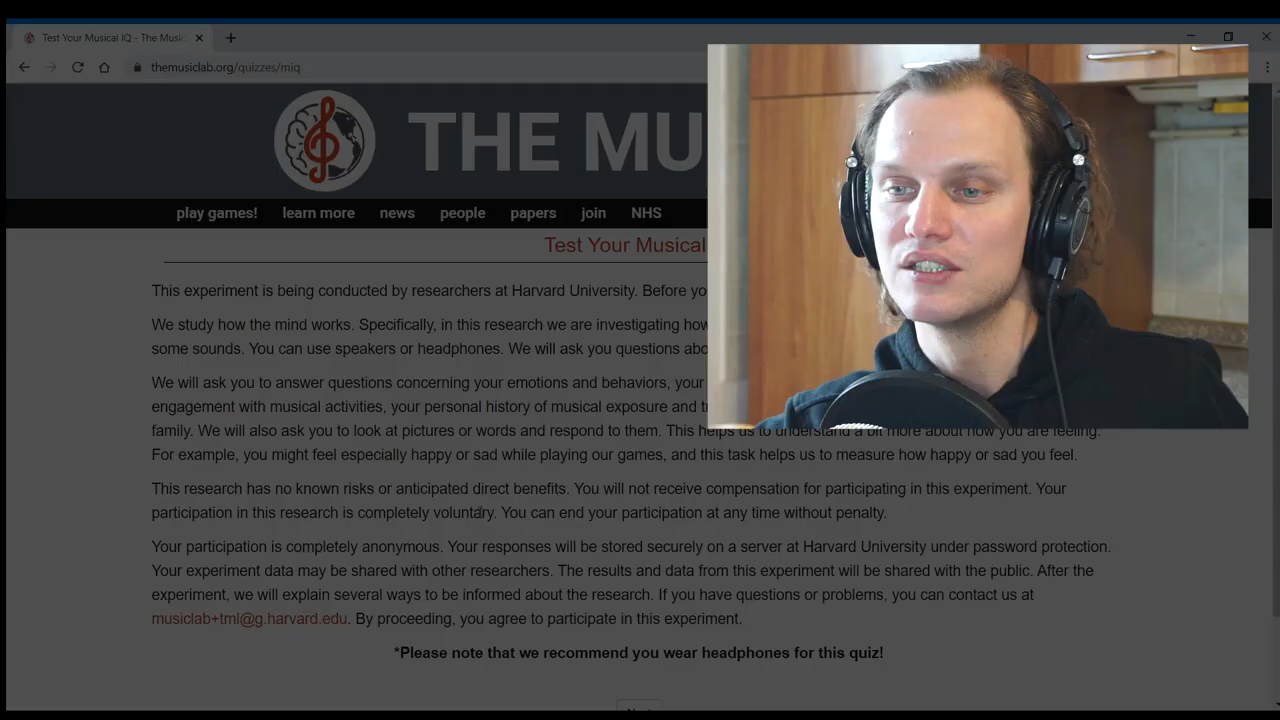 Test Your Musical IQ - The Music
themusiclab.org/quizzes/miq
THE MU
play games! learn more news people papers join NHS
Test Your Musical
This experiment is being conducted by researchers at Harvard University. Before yo
We study how the mind works. Specifically, in this research we are investigating how
some sounds. You can use speakers or headphones. We will ask you questions abo
We will ask you to answer questions concerning your emotions and behaviors, your
engagement with musical activities, your personal history of musical exposure and tr
family. We will also ask you to look at pictures or words and respond to them. This helps us to understand a bit more about how you are feeling.
For example, you might feel especially happy or sad while playing our games, and this task helps us to measure how happy or sad you feel.
This research has no known risks or anticipated direct benefits. You will not receive compensation for participating in this experiment. Your
participation in this research is completely voluntary. You can end your participation at any time without penalty.
Your participation is completely anonymous. Your responses will be stored securely on a server at Harvard University under password protection.
Your experiment data may be shared with other researchers. The results and data from this experiment will be shared with the public. After the
experiment, we will explain several ways to be informed about the research. If you have questions or problems, you can contact us at
musiclab+tml@g.harvard.edu. By proceeding, you agree to participate in this experiment.
*Please note that we recommend you wear headphones for this quiz!